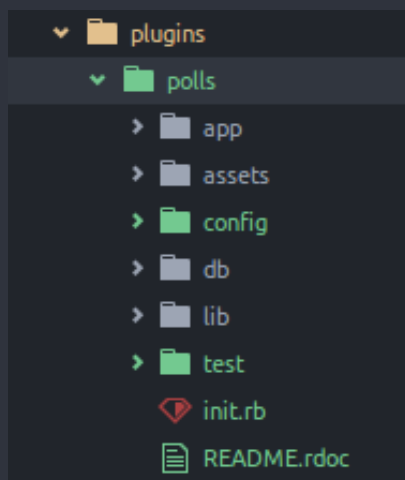 plugins
polls
app
assets
config
db
lib
test
init.rb
README.rdoc